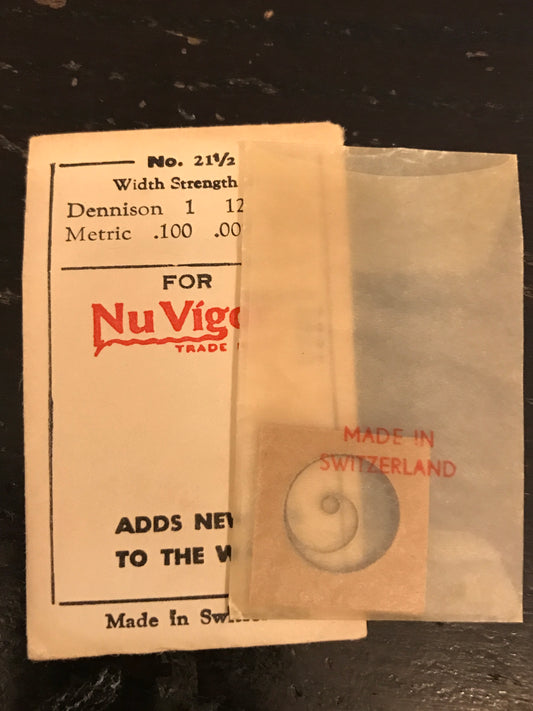 No. 21½
Width Strength
Dennison 1 12
Metric .100 .00
FOR
Nu Vigo
TRADE
ADDS NEW
TO THE W
Made in Switzer
MADE IN
SWITZERLAND